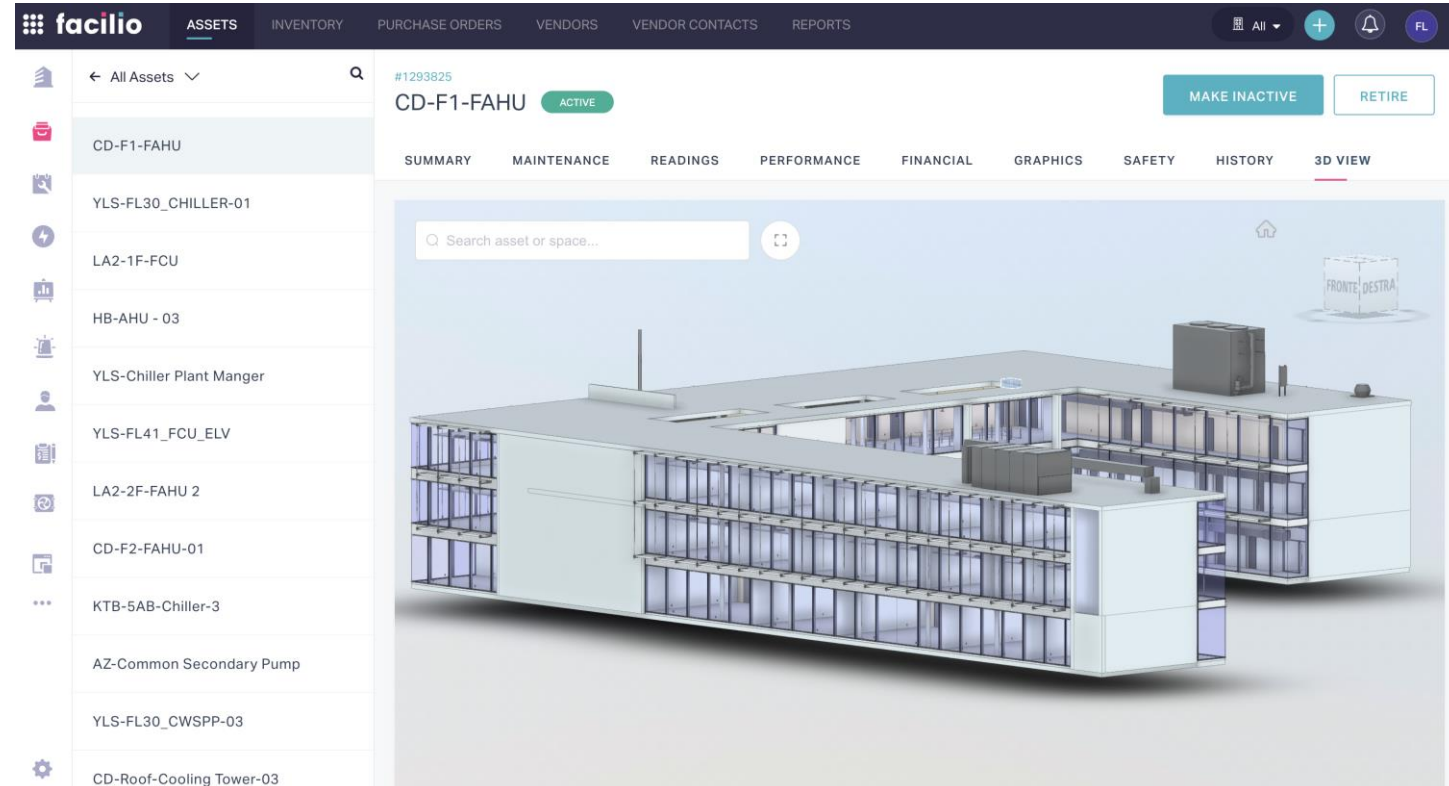 facilio
ASSETS INVENTORY PURCHASE ORDERS VENDORS VENDOR CONTACTS REPORTS
All
FL
All Assets
#1293825
CD-F1-FAHU ACTIVE
MAKE INACTIVE RETIRE
SUMMARY MAINTENANCE READINGS PERFORMANCE FINANCIAL GRAPHICS SAFETY HISTORY 3D VIEW
CD-F1-FAHU
YLS-FL30_CHILLER-01
LA2-1F-FCU
HB-AHU - 03
YLS-Chiller Plant Manger
YLS-FL41_FCU_ELV
LA2-2F-FAHU 2
CD-F2-FAHU-01
KTB-5AB-Chiller-3
AZ-Common Secondary Pump
YLS-FL30_CWSPP-03
CD-Roof-Cooling Tower-03
Search asset or space...
FRONTE DESTRA